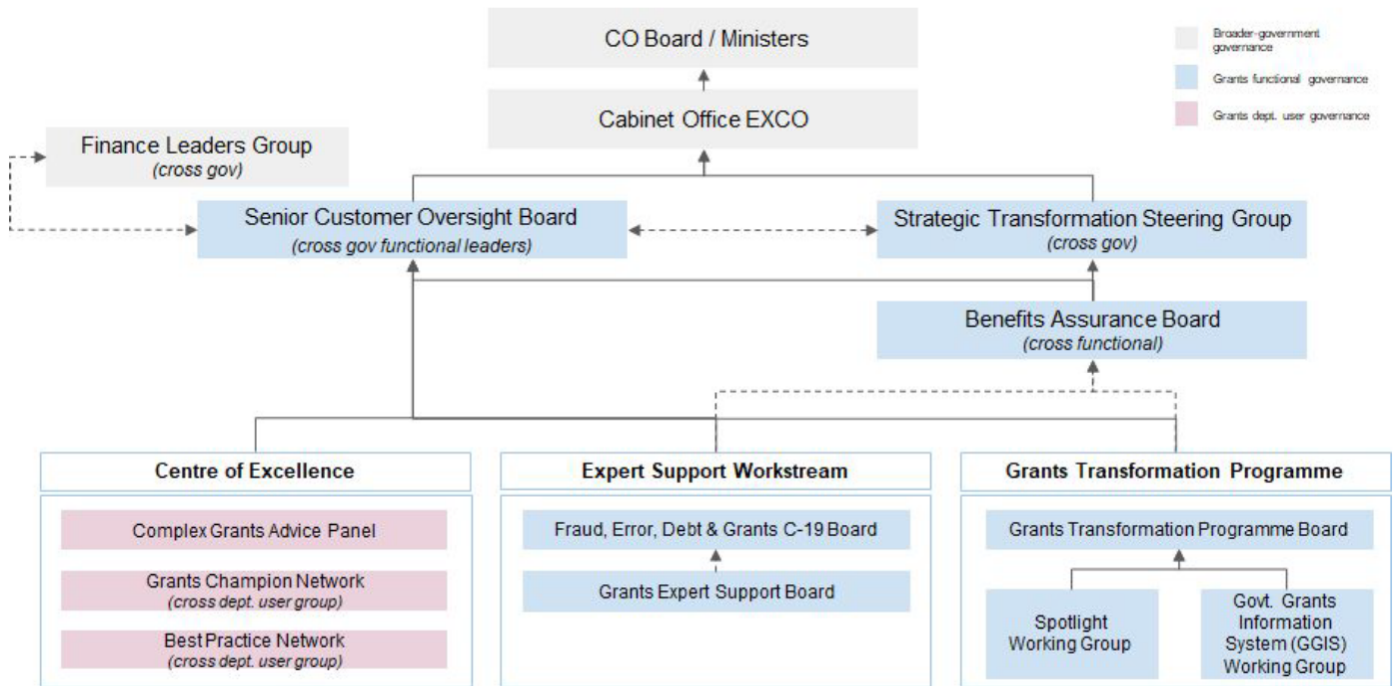 CO Board / Ministers
Broader-government
governance
Grants functional governance
Grants dept. user governance
Cabinet Office EXCO
Finance Leaders Group
(cross gov)
Senior Customer Oversight Board
(cross gov functional leaders)
Strategic Transformation Steering Group
(cross gov)
Benefits Assurance Board
(cross functional)
Centre of Excellence
Complex Grants Advice Panel
Grants Champion Network
(cross dept. user group)
Best Practice Network
(cross dept. user group)
Expert Support Workstream
Fraud, Error, Debt & Grants C-19 Board
Grants Expert Support Board
Grants Transformation Programme
Grants Transformation Programme Board
Spotlight
Working Group
Govt. Grants
Information
System (GGIS)
Working Group